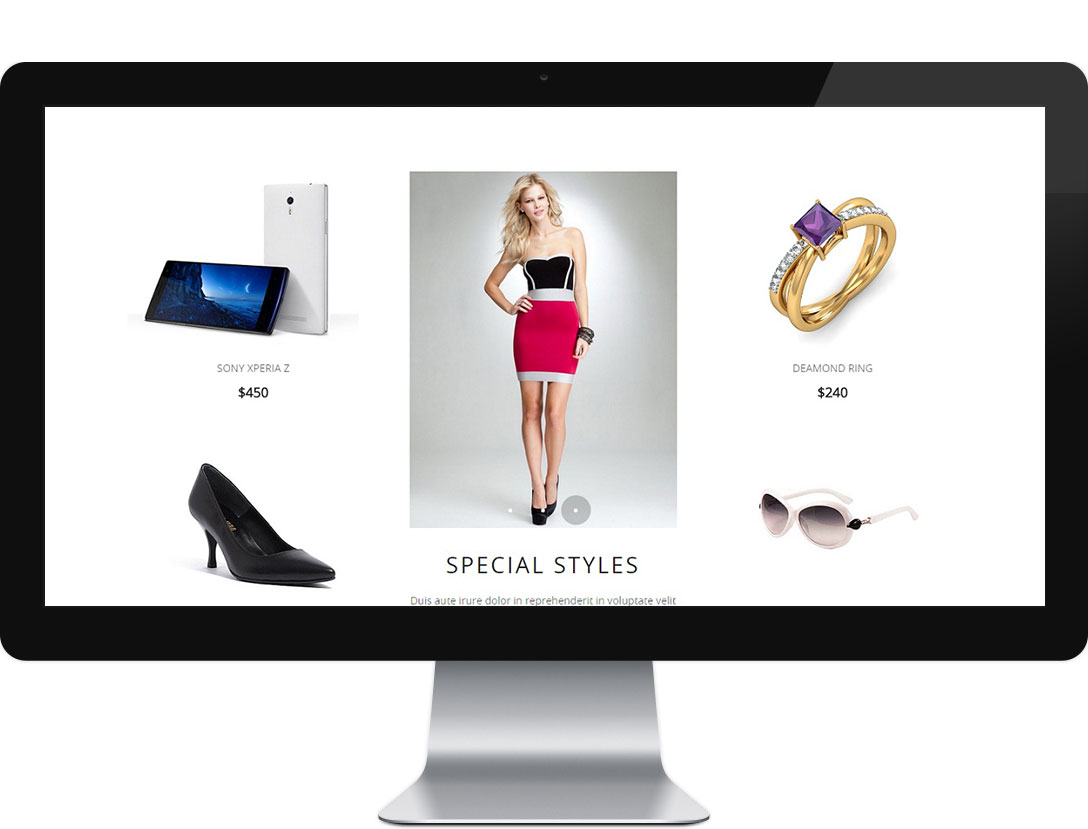 SONY XPERIA Z
$450
DEAMOND RING
$240
SPECIAL STYLES
Duis aute irure dolor in reprehenderit in voluptate velit